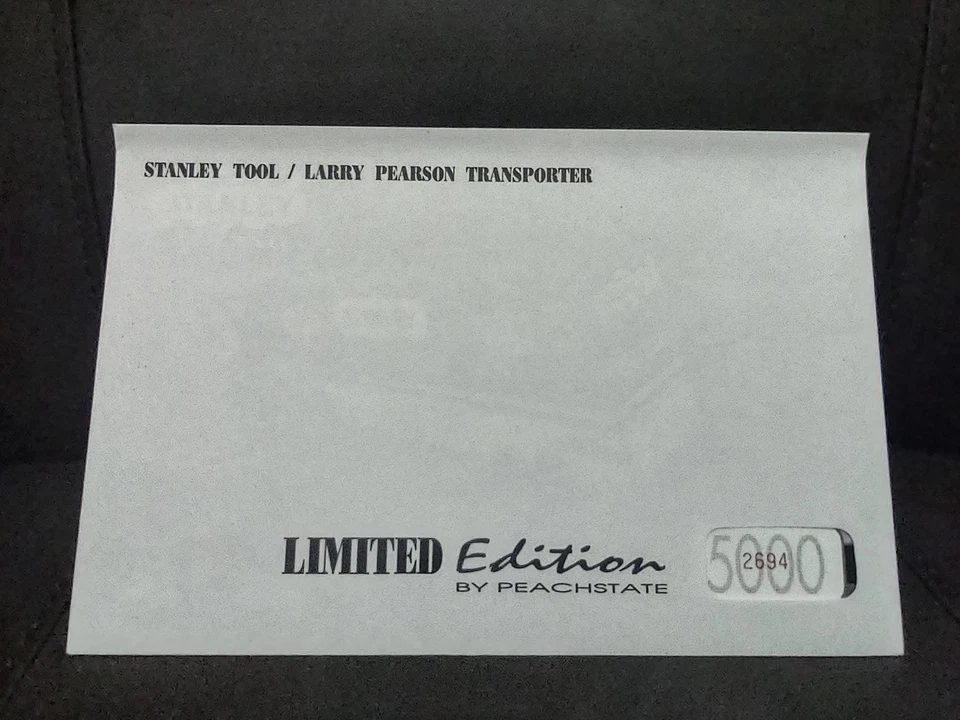 STANLEY TOOL / LARRY PEARSON TRANSPORTER
LIMITED Edition
BY PEACHSTATE
5000
2694